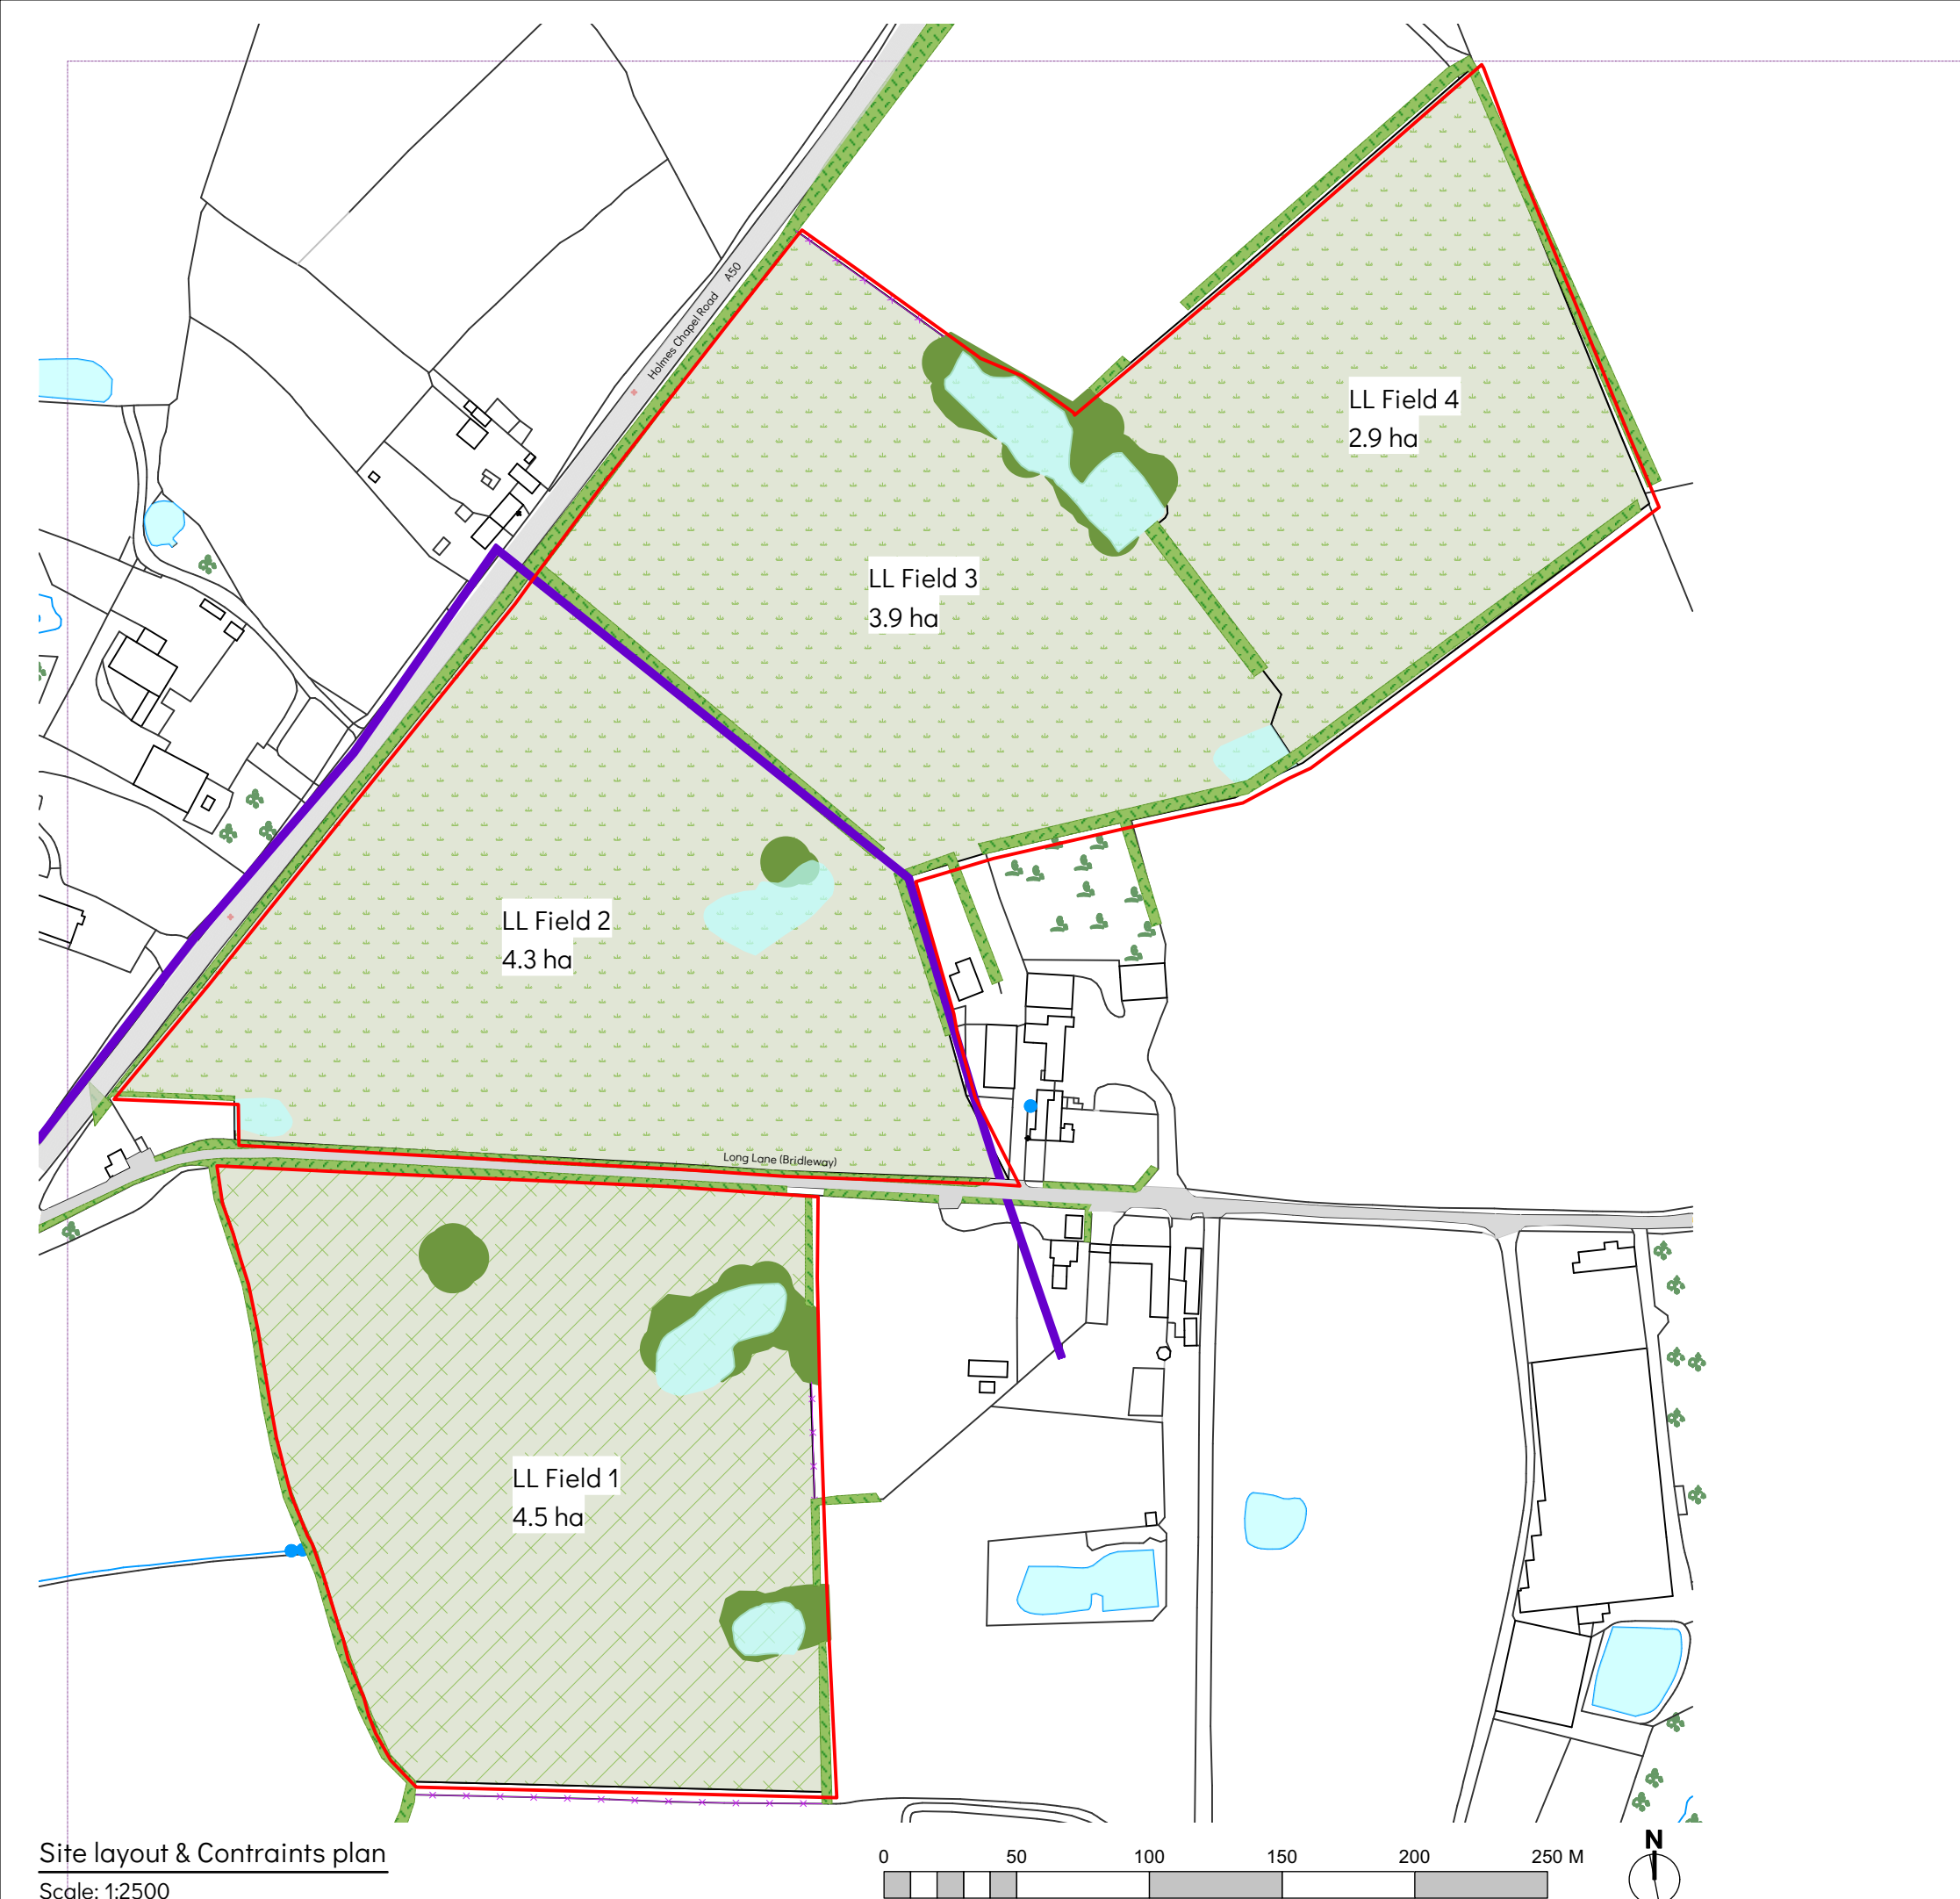 Holmes Chapel Road A50
LL Field 4
2.9 ha
LL Field 3
3.9 ha
LL Field 2
4.3 ha
Long Lane (Bridleway)
LL Field 1
4.5 ha
Site layout & Contraints plan
Scale: 1:2500
0 50 100 150 200 250 M
N